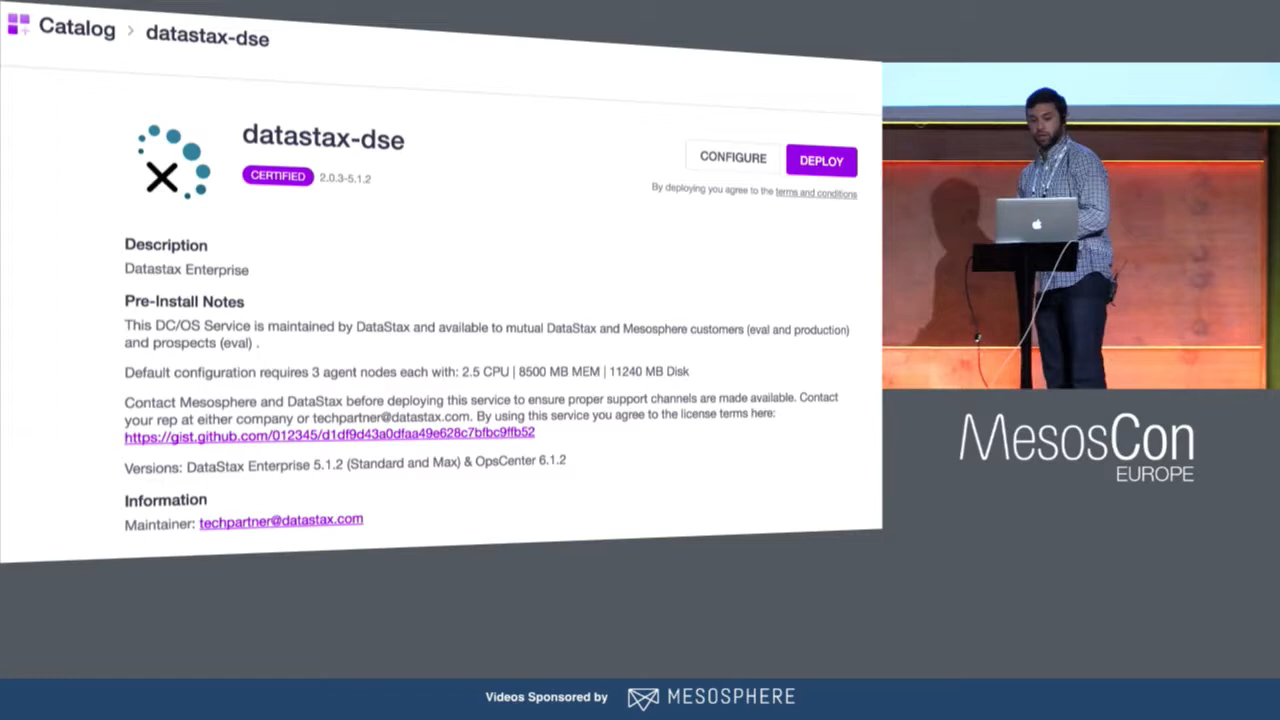 Catalog > datastax-dse
datastax-dse
CERTIFIED 2.0.3-5.1.2
CONFIGURE DEPLOY
By deploying you agree to the terms and conditions
Description
Datastax Enterprise
Pre-Install Notes
This DC/OS Service is maintained by DataStax and available to mutual DataStax and Mesosphere customers (eval and production)
and prospects (eval) .
Default configuration requires 3 agent nodes each with: 2.5 CPU | 8500 MB MEM | 11240 MB Disk
Contact Mesosphere and DataStax before deploying this service to ensure proper support channels are made available. Contact
your rep at either company or techpartner@datastax.com. By using this service you agree to the license terms here:
https://gist.github.com/012345/d1df9d43a0dfaa49e628c7bfbc9ffb52
Versions: DataStax Enterprise 5.1.2 (Standard and Max) & OpsCenter 6.1.2
Information
Maintainer: techpartner@datastax.com
MesosCon
EUROPE
Videos Sponsored by MESOSPHERE